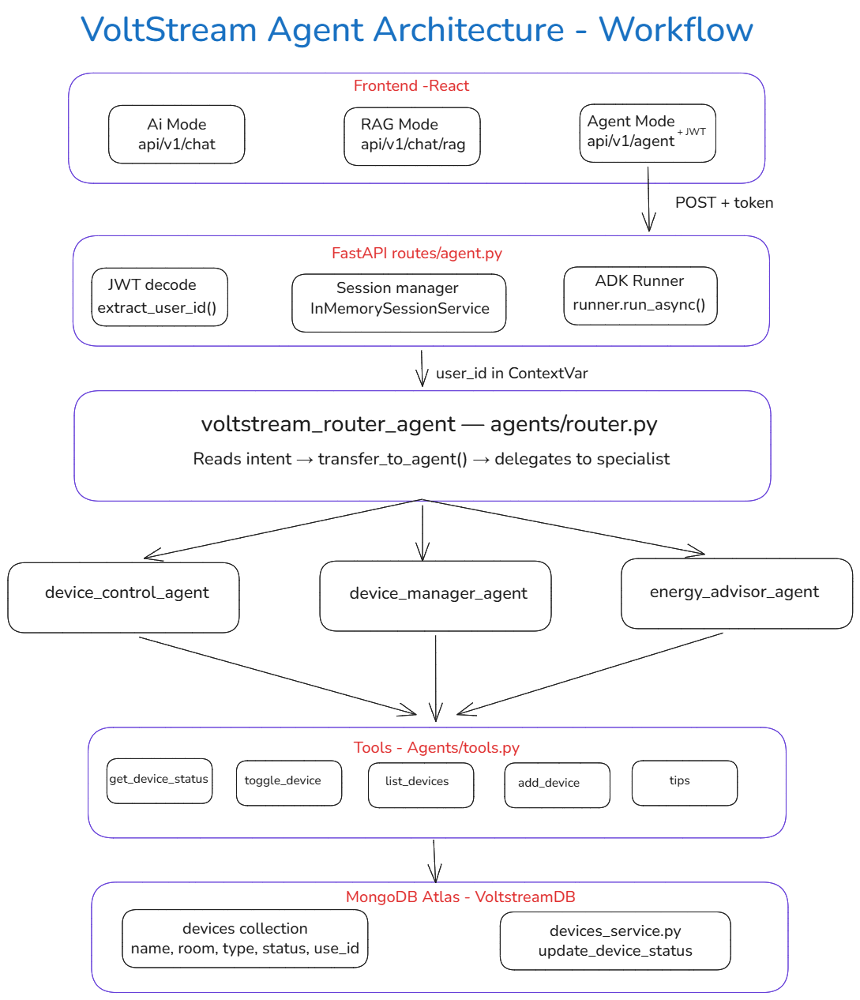 VoltStream Agent Architecture - Workflow
Frontend -React
Ai Mode
api/v1/chat
RAG Mode
api/v1/chat/rag
Agent Mode
api/v1/agent
+ JWT
POST + token
FastAPI routes/agent.py
JWT decode
extract_user_id()
Session manager
InMemorySessionService
ADK Runner
runner.run_async()
user_id in ContextVar
voltstream_router_agent — agents/router.py
Reads intent → transfer_to_agent() → delegates to specialist
device_control_agent
device_manager_agent
energy_advisor_agent
Tools - Agents/tools.py
get_device_status
toggle_device
list_devices
add_device
tips
MongoDB Atlas - VoltstreamDB
devices collection
name, room, type, status, use_id
devices_service.py
update_device_status